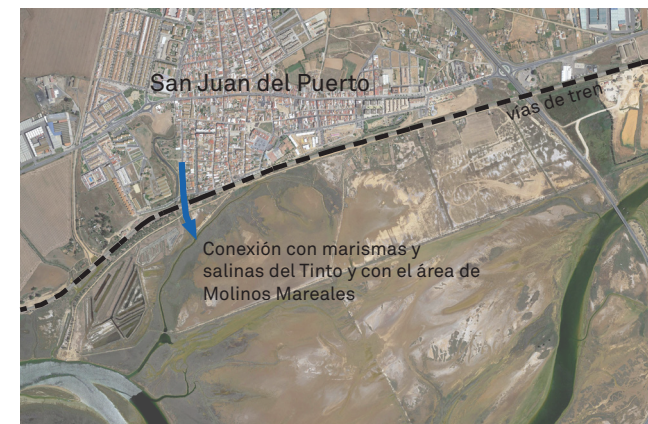 San Juan del Puerto
vías de tren
Conexión con marismas y
salinas del Tinto y con el área de
Molinos Mareales